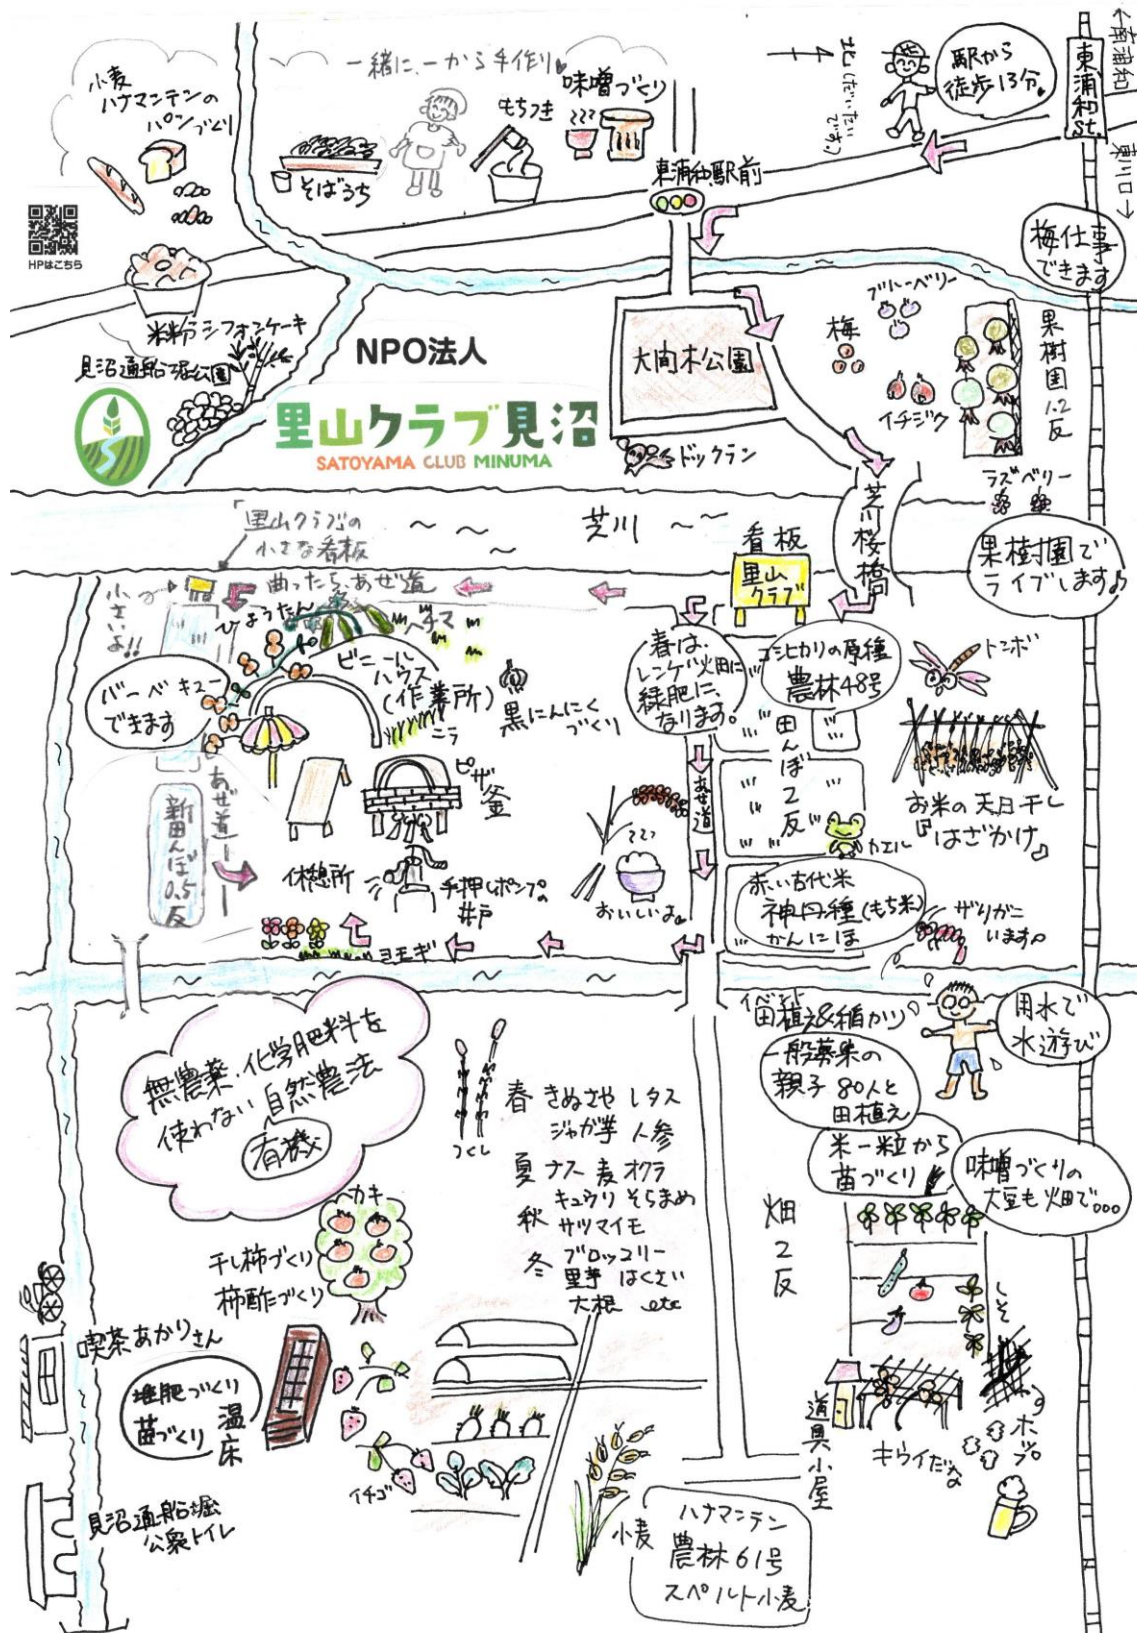 ←南浦和
東浦和St.
東川口→
駅から
徒歩13分
北(だいたいです。)
一緒に、一から手作り
小麦
ハナマンテンの
パンづくり
そばうち
もちつき
味噌づくり
東浦和駅前
HPはこちら
米粉シフォンケーキ
見沼通船堀公園
NPO法人
里山クラブ見沼
SATOYAMA CLUB MINUMA
大間木公園
ドックラン
梅仕事
できます
ブルーベリー
梅
イチジク
果樹園1.2反
ラズベリー
果樹園で
ライブします♪
芝川
芝川桜橋
看板
里山
クラブ
「里山クラブ」の
小さな看板
曲ったら、あぜ道
小さいよ!!
ひょうたん
ヘチマ
ビニール
ハウス
(作業所)
ニラ
黒にんにく
づくり
バーベキュー
できます
あぜ道
新田んぼ0.5反
休憩所
ピザ釜
手押しポンプの
井戸
ヨモギ
春は、
レンゲ畑に
緑肥に、
なります。
コシヒカリの原種
農林48号
田んぼ2反
あぜ道
おいしいよ
カエル
トンボ
お米の天日干し
『はざかけ』
赤い古代米
神丹穂(もち米)
かんにほ
ザリガニ
います
イベント
田植え&稲かり
一般募集の
親子80人と
田植え
用水で
水遊び
米一粒から
苗づくり
味噌づくりの
大豆も畑で...
無農薬、化学肥料を
使わない自然農法
有機
つくし
春 きぬさや レタス
ジャガ芋 人参
夏 ナス 麦 オクラ
キュウリ そらまめ
秋 サツマイモ
冬 ブロッコリー
里芋 はくさい
大根 etc
カキ
干し柿づくり
柿酢づくり
喫茶あかりさん
堆肥づくり
苗づくり
温床
イチゴ
見沼通船堀
公衆トイレ
畑2反
しそ
道具小屋
キウイだな
ホップ
小麦
ハナマンテン
農林61号
スペルト小麦